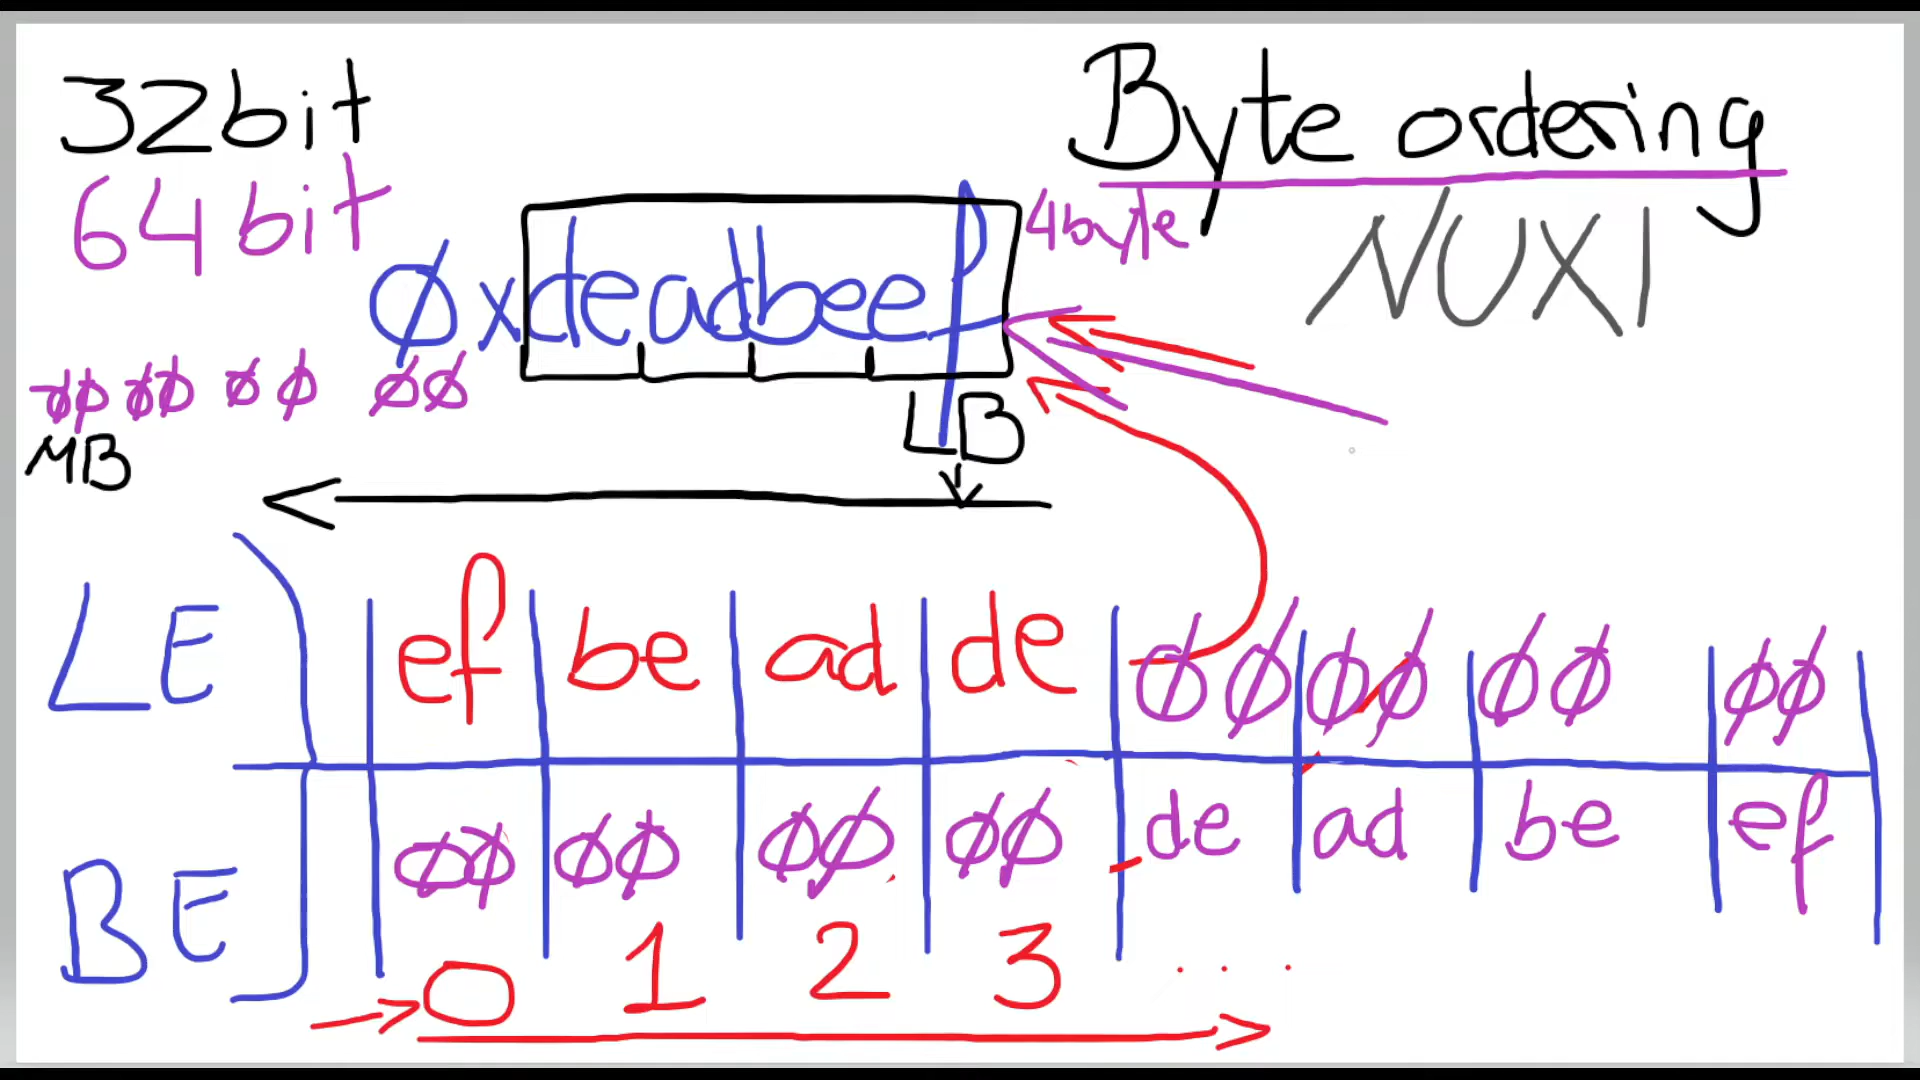 32bit
Byte ordering
64bit
4byte
NUXI
0xdeadbeef
00 00 00 00
LB
MB
LE ef be ad de 00 00 00 00
BE 00 00 00 00 de ad be ef
0 1 2 3 ....